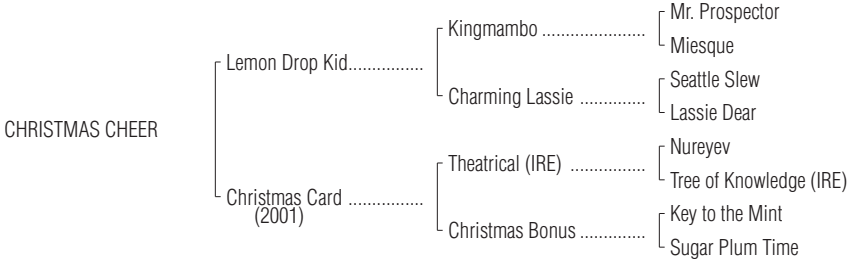 Mr. Prospector
Kingmambo ......................
Miesque
Lemon Drop Kid................
Seattle Slew
Charming Lassie ..............
Lassie Dear
CHRISTMAS CHEER
Nureyev
Theatrical (IRE) ................
Tree of Knowledge (IRE)
Christmas Card ................
(2001)
Key to the Mint
Christmas Bonus ..............
Sugar Plum Time